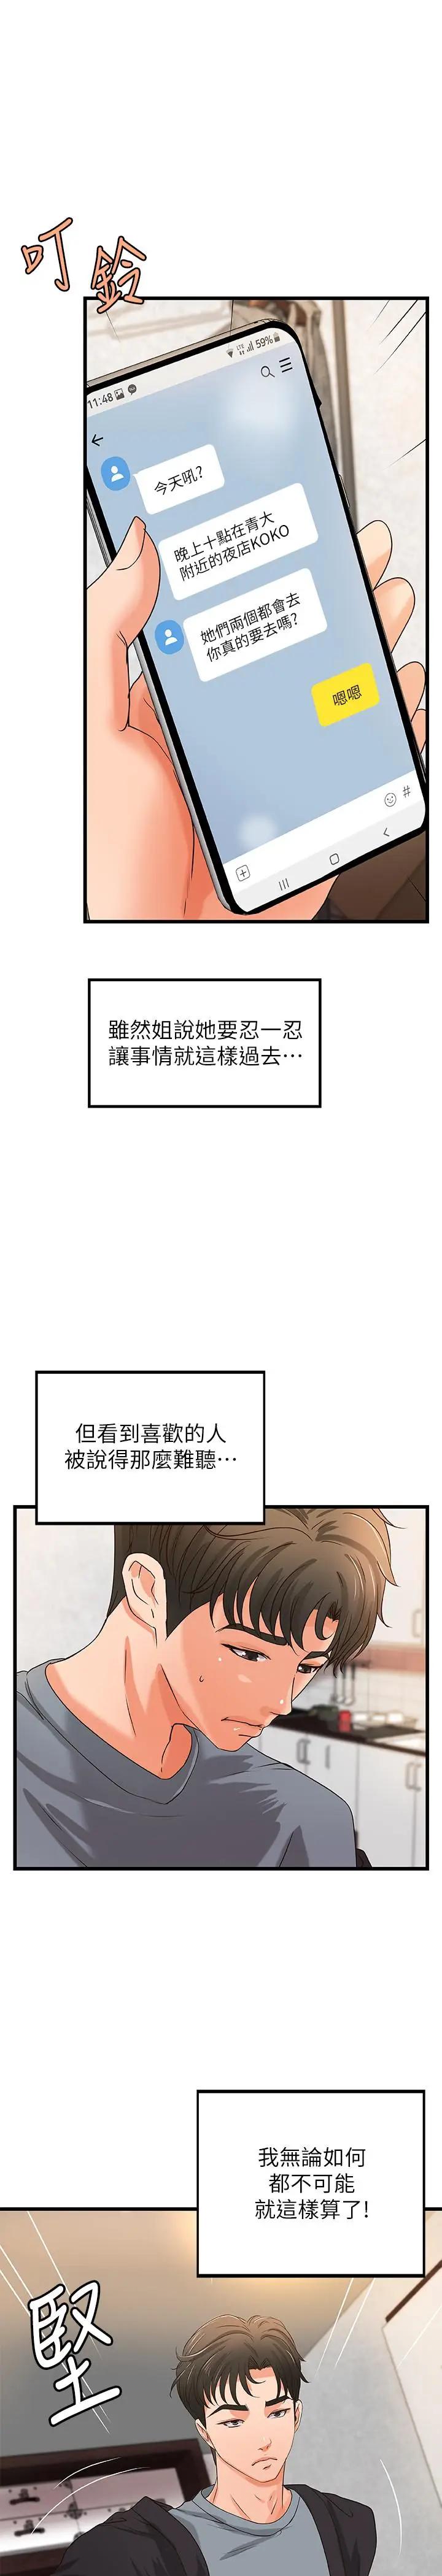 叮鈴
LTE 59%
11:48
今天吼?
晚上十點在青大
附近的夜店KOKO
她們兩個都會去
你真的要去嗎?
嗯嗯
#
雖然姐說她要忍一忍
讓事情就這樣過去⋯
但看到喜歡的人
被說得那麼難聽⋯
我無論如何
都不可能
就這樣算了!
堅